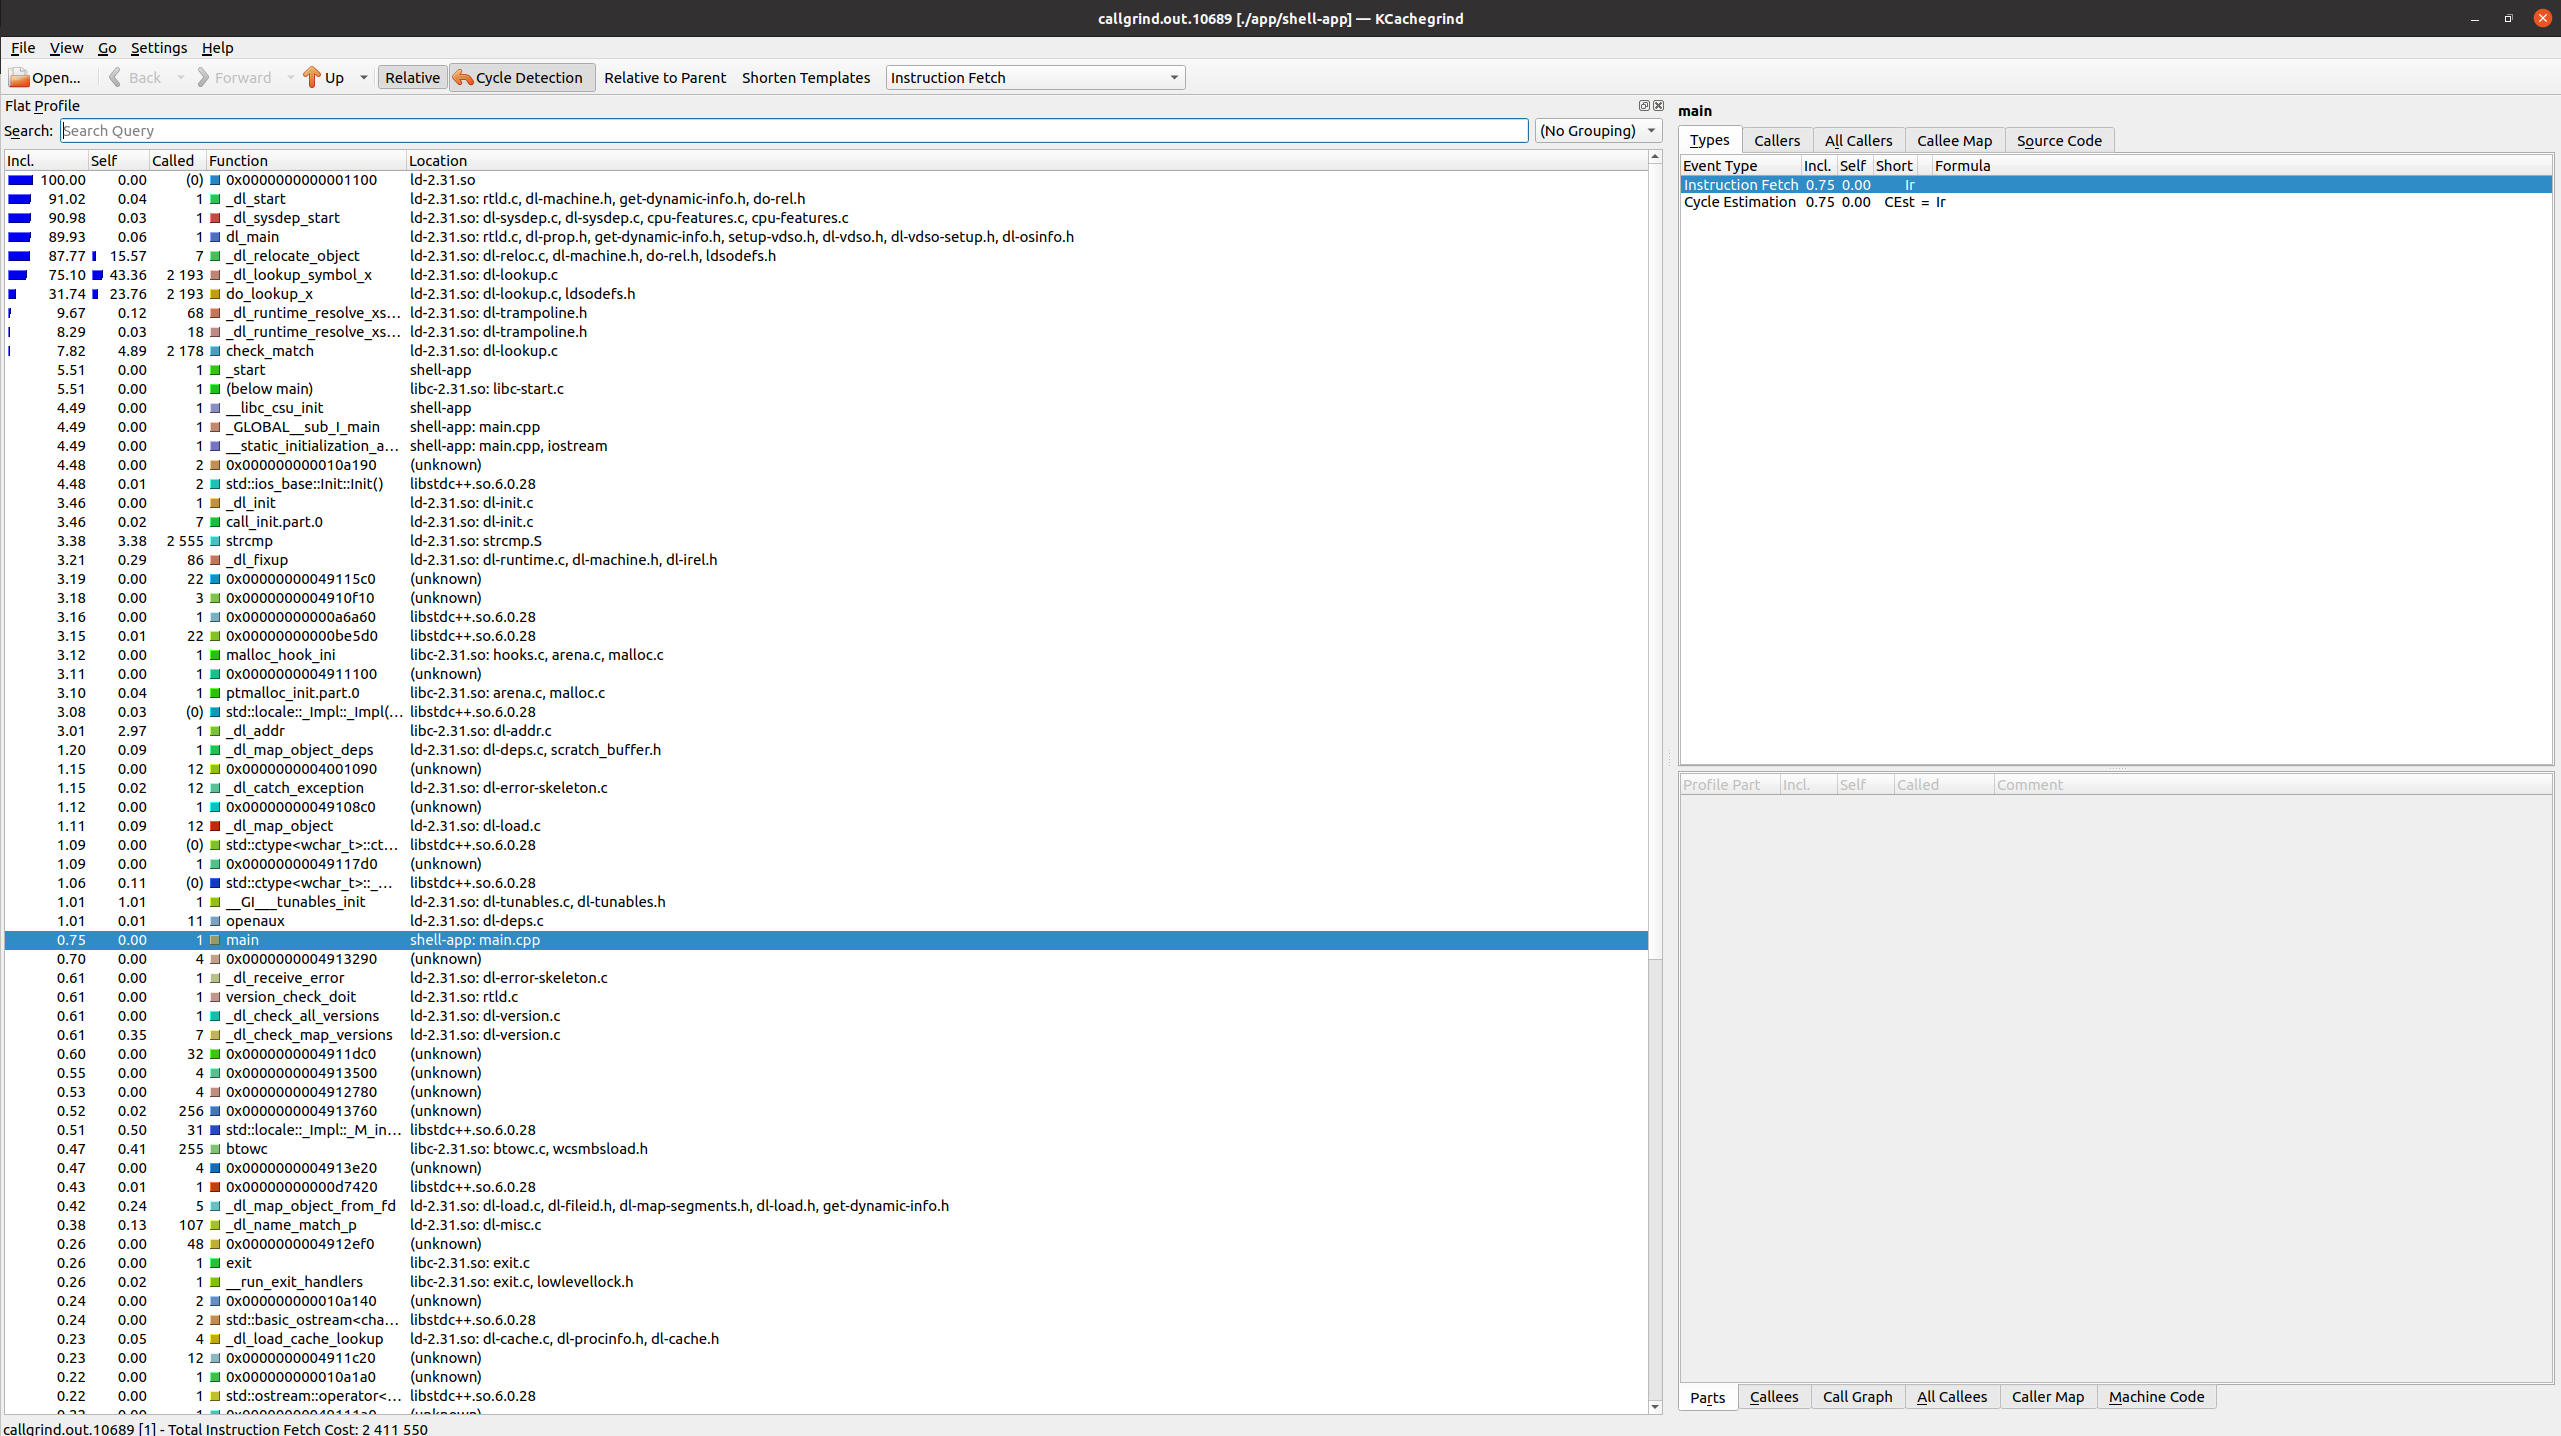 callgrind.out.10689 [./app/shell-app] — KCachegrind
File View Go Settings Help
Open... Back Forward Up Relative Cycle Detection Relative to Parent Shorten Templates Instruction Fetch
Flat Profile
Search: Search Query (No Grouping)
Incl. Self Called Function Location
100.00 0.00 (0) 0x0000000000001100 ld-2.31.so
91.02 0.04 1 _dl_start ld-2.31.so: rtld.c, dl-machine.h, get-dynamic-info.h, do-rel.h
90.98 0.03 1 _dl_sysdep_start ld-2.31.so: dl-sysdep.c, dl-sysdep.c, cpu-features.c, cpu-features.c
89.93 0.06 1 dl_main ld-2.31.so: rtld.c, dl-prop.h, get-dynamic-info.h, setup-vdso.h, dl-vdso.h, dl-vdso-setup.h, dl-osinfo.h
87.77 15.57 7 _dl_relocate_object ld-2.31.so: dl-reloc.c, dl-machine.h, do-rel.h, ldsodefs.h
75.10 43.36 2 193 _dl_lookup_symbol_x ld-2.31.so: dl-lookup.c
31.74 23.76 2 193 do_lookup_x ld-2.31.so: dl-lookup.c, ldsodefs.h
9.67 0.12 68 _dl_runtime_resolve_xs... ld-2.31.so: dl-trampoline.h
8.29 0.03 18 _dl_runtime_resolve_xs... ld-2.31.so: dl-trampoline.h
7.82 4.89 2 178 check_match ld-2.31.so: dl-lookup.c
5.51 0.00 1 _start shell-app
5.51 0.00 1 (below main) libc-2.31.so: libc-start.c
4.49 0.00 1 __libc_csu_init shell-app
4.49 0.00 1 _GLOBAL__sub_I_main shell-app: main.cpp
4.49 0.00 1 __static_initialization_a... shell-app: main.cpp, iostream
4.48 0.00 2 0x000000000010a190 (unknown)
4.48 0.01 2 std::ios_base::Init::Init() libstdc++.so.6.0.28
3.46 0.00 1 _dl_init ld-2.31.so: dl-init.c
3.46 0.02 7 call_init.part.0 ld-2.31.so: dl-init.c
3.38 3.38 2 555 strcmp ld-2.31.so: strcmp.S
3.21 0.29 86 _dl_fixup ld-2.31.so: dl-runtime.c, dl-machine.h, dl-irel.h
3.19 0.00 22 0x00000000049115c0 (unknown)
3.18 0.00 3 0x0000000004910f10 (unknown)
3.16 0.00 1 0x00000000000a6a60 libstdc++.so.6.0.28
3.15 0.01 22 0x00000000000be5d0 libstdc++.so.6.0.28
3.12 0.00 1 malloc_hook_ini libc-2.31.so: hooks.c, arena.c, malloc.c
3.11 0.00 1 0x0000000004911100 (unknown)
3.10 0.04 1 ptmalloc_init.part.0 libc-2.31.so: arena.c, malloc.c
3.08 0.03 (0) std::locale::_Impl::_Impl(... libstdc++.so.6.0.28
3.01 2.97 1 _dl_addr libc-2.31.so: dl-addr.c
1.20 0.09 1 _dl_map_object_deps ld-2.31.so: dl-deps.c, scratch_buffer.h
1.15 0.00 12 0x0000000004001090 (unknown)
1.15 0.02 12 _dl_catch_exception ld-2.31.so: dl-error-skeleton.c
1.12 0.00 1 0x00000000049108c0 (unknown)
1.11 0.09 12 _dl_map_object ld-2.31.so: dl-load.c
1.09 0.00 (0) std::ctype<wchar_t>::ct... libstdc++.so.6.0.28
1.09 0.00 1 0x00000000049117d0 (unknown)
1.06 0.11 (0) std::ctype<wchar_t>::_... libstdc++.so.6.0.28
1.01 1.01 1 __GI___tunables_init ld-2.31.so: dl-tunables.c, dl-tunables.h
1.01 0.01 11 openaux ld-2.31.so: dl-deps.c
0.75 0.00 1 main shell-app: main.cpp
0.70 0.00 4 0x0000000004913290 (unknown)
0.61 0.00 1 _dl_receive_error ld-2.31.so: dl-error-skeleton.c
0.61 0.00 1 version_check_doit ld-2.31.so: rtld.c
0.61 0.00 1 _dl_check_all_versions ld-2.31.so: dl-version.c
0.61 0.35 7 _dl_check_map_versions ld-2.31.so: dl-version.c
0.60 0.00 32 0x0000000004911dc0 (unknown)
0.55 0.00 4 0x0000000004913500 (unknown)
0.53 0.00 4 0x0000000004912780 (unknown)
0.52 0.02 256 0x0000000004913760 (unknown)
0.51 0.50 31 std::locale::_Impl::_M_in... libstdc++.so.6.0.28
0.47 0.41 255 btowc libc-2.31.so: btowc.c, wcsmbsload.h
0.47 0.00 4 0x0000000004913e20 (unknown)
0.43 0.01 1 0x00000000000d7420 libstdc++.so.6.0.28
0.42 0.24 5 _dl_map_object_from_fd ld-2.31.so: dl-load.c, dl-fileid.h, dl-map-segments.h, dl-load.h, get-dynamic-info.h
0.38 0.13 107 _dl_name_match_p ld-2.31.so: dl-misc.c
0.26 0.00 48 0x0000000004912ef0 (unknown)
0.26 0.00 1 exit libc-2.31.so: exit.c
0.26 0.02 1 __run_exit_handlers libc-2.31.so: exit.c, lowlevellock.h
0.24 0.00 2 0x000000000010a140 (unknown)
0.24 0.00 2 std::basic_ostream<cha... libstdc++.so.6.0.28
0.23 0.05 4 _dl_load_cache_lookup ld-2.31.so: dl-cache.c, dl-procinfo.h, dl-cache.h
0.23 0.00 12 0x0000000004911c20 (unknown)
0.22 0.00 1 0x000000000010a1a0 (unknown)
0.22 0.00 1 std::ostream::operator<... libstdc++.so.6.0.28
callgrind.out.10689 [1] - Total Instruction Fetch Cost: 2 411 550
main
Types Callers All Callers Callee Map Source Code
Event Type Incl. Self Short Formula
Instruction Fetch 0.75 0.00 Ir
Cycle Estimation 0.75 0.00 CEst = Ir
Profile Part Incl. Self Called Comment
Parts Callees Call Graph All Callees Caller Map Machine Code